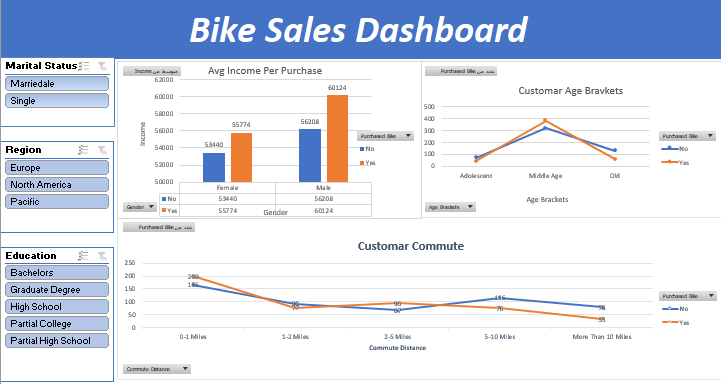 Bike Sales Dashboard
Marital Status
Marriedale
Single
Region
Europe
North America
Pacific
Education
Bachelors
Graduate Degree
High School
Partial College
Partial High School
متوسط من Income
Avg Income Per Purchase
62000
60000
58000
56000
54000
52000
50000
Income
53440
55774
56208
60124
Female
Male
No
53440
56208
Yes
55774
60124
Gender
Gender
Purchased Bike
No
Yes
عدد من Purchased Bike
Customar Age Bravkets
500
400
300
200
100
0
Adolescent
Middle Age
Old
Age Brackets
Age Brackets
Purchased Bike
No
Yes
عدد من Purchased Bike
Customar Commute
250
200
150
100
50
0
200
166
116
76
78
33
0-1 Miles
1-2 Miles
2-5 Miles
5-10 Miles
More Than 10 Miles
Commute Distance
Commute Distance
Purchased Bike
No
Yes